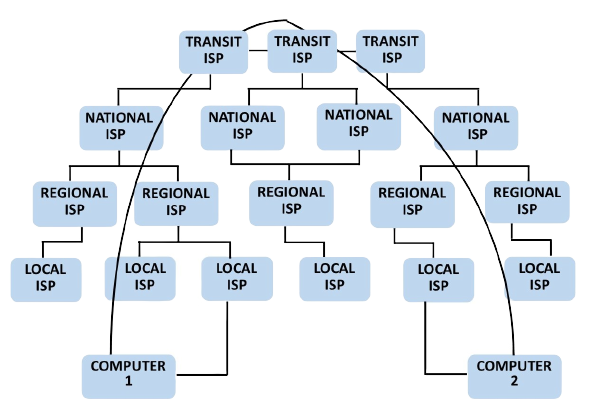 TRANSIT
ISP
TRANSIT
ISP
TRANSIT
ISP
NATIONAL
ISP
NATIONAL
ISP
NATIONAL
ISP
NATIONAL
ISP
REGIONAL
ISP
REGIONAL
ISP
REGIONAL
ISP
REGIONAL
ISP
REGIONAL
ISP
LOCAL
ISP
LOCAL
ISP
LOCAL
ISP
LOCAL
ISP
LOCAL
ISP
LOCAL
ISP
COMPUTER
1
COMPUTER
2